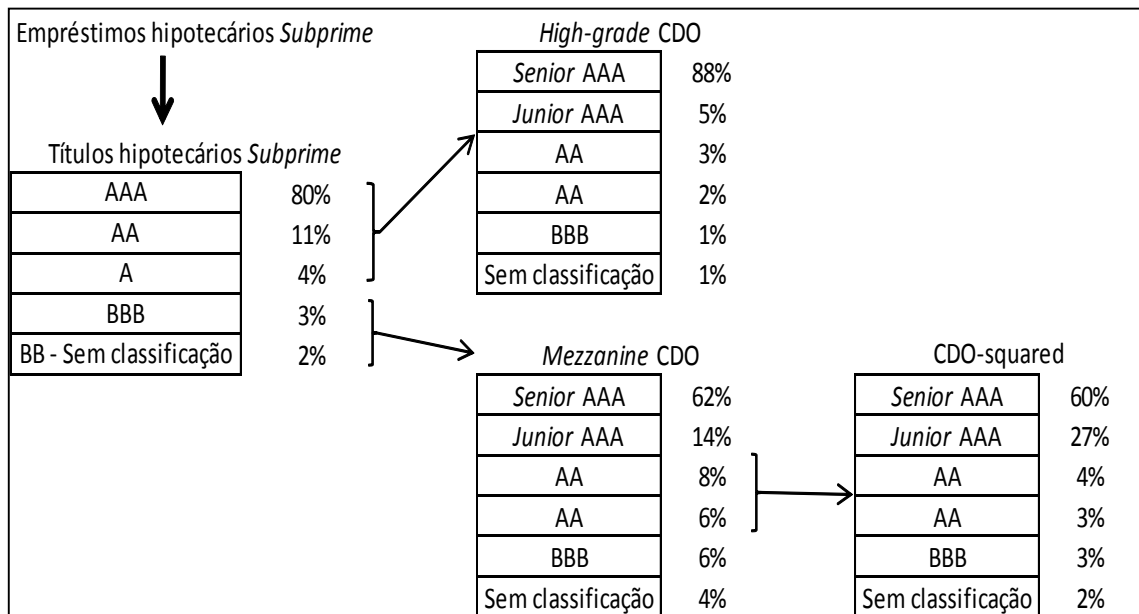 Empréstimos hipotecários Subprime
Títulos hipotecários Subprime
AAA 80%
AA 11%
A 4%
BBB 3%
BB - Sem classificação 2%
High-grade CDO
Senior AAA 88%
Junior AAA 5%
AA 3%
AA 2%
BBB 1%
Sem classificação 1%
Mezzanine CDO
Senior AAA 62%
Junior AAA 14%
AA 8%
AA 6%
BBB 6%
Sem classificação 4%
CDO-squared
Senior AAA 60%
Junior AAA 27%
AA 4%
AA 3%
BBB 3%
Sem classificação 2%